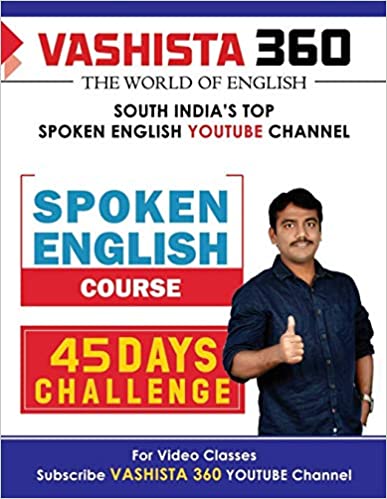 VASHISTA 360
THE WORLD OF ENGLISH
SOUTH INDIA'S TOP
SPOKEN ENGLISH YOUTUBE CHANNEL
SPOKEN
ENGLISH
COURSE
45 DAYS
CHALLENGE
For Video Classes
Subscribe VASHISTA 360 YOUTUBE Channel